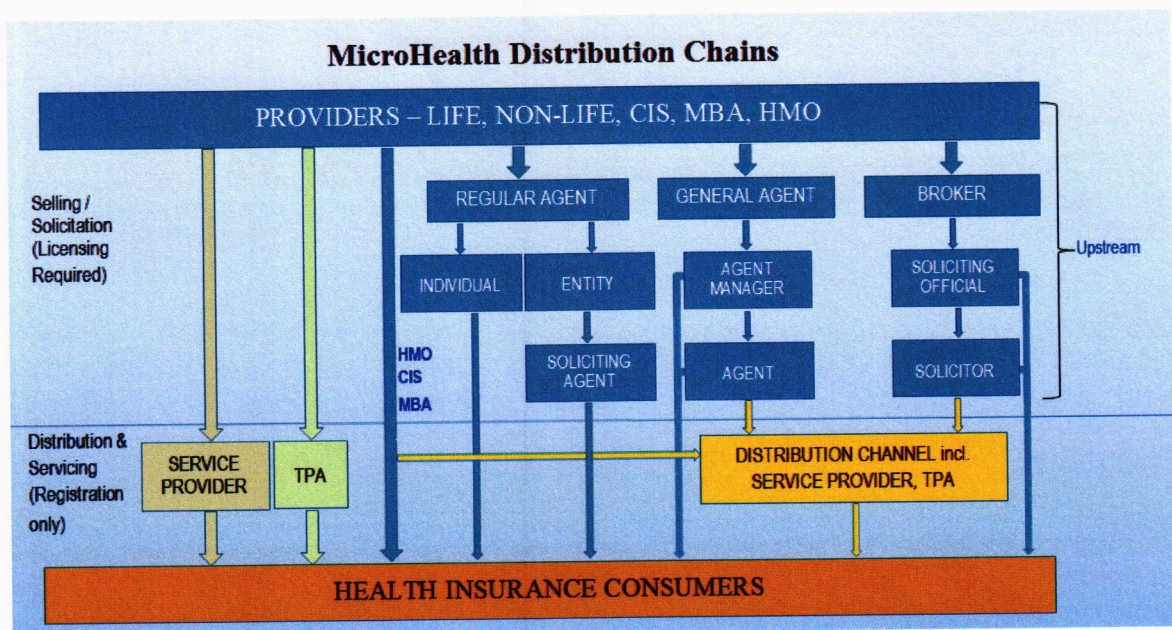 MicroHealth Distribution Chains
PROVIDERS – LIFE, NON-LIFE, CIS, MBA, HMO
Selling /
Solicitation
(Licensing
Required)
REGULAR AGENT
GENERAL AGENT
BROKER
Upstream
INDIVIDUAL
ENTITY
AGENT
MANAGER
SOLICITING
OFFICIAL
HMO
CIS
MBA
SOLICITING
AGENT
AGENT
SOLICITOR
Distribution &
Servicing
(Registration
only)
SERVICE
PROVIDER
TPA
DISTRIBUTION CHANNEL incl.
SERVICE PROVIDER, TPA
HEALTH INSURANCE CONSUMERS